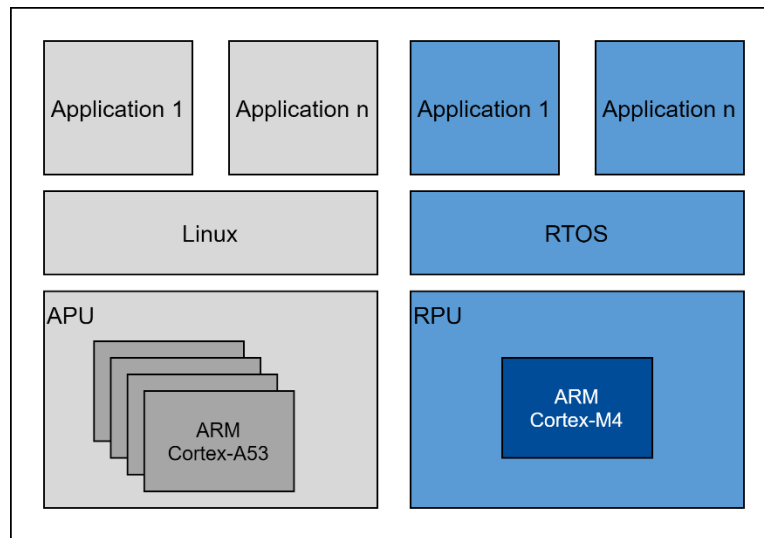 Application 1
Application n
Application 1
Application n
Linux
RTOS
APU
RPU
ARM
Cortex-A53
ARM
Cortex-M4